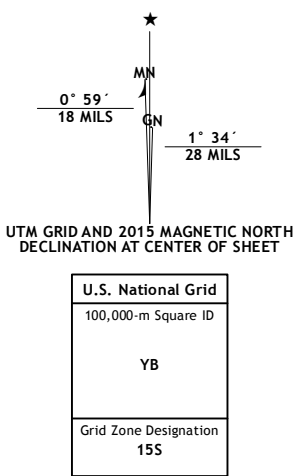 ★
MN
0° 59´
18 MILS
GN
1° 34´
28 MILS
UTM GRID AND 2015 MAGNETIC NORTH
DECLINATION AT CENTER OF SHEET
U.S. National Grid
100,000-m Square ID
YB
Grid Zone Designation
15S